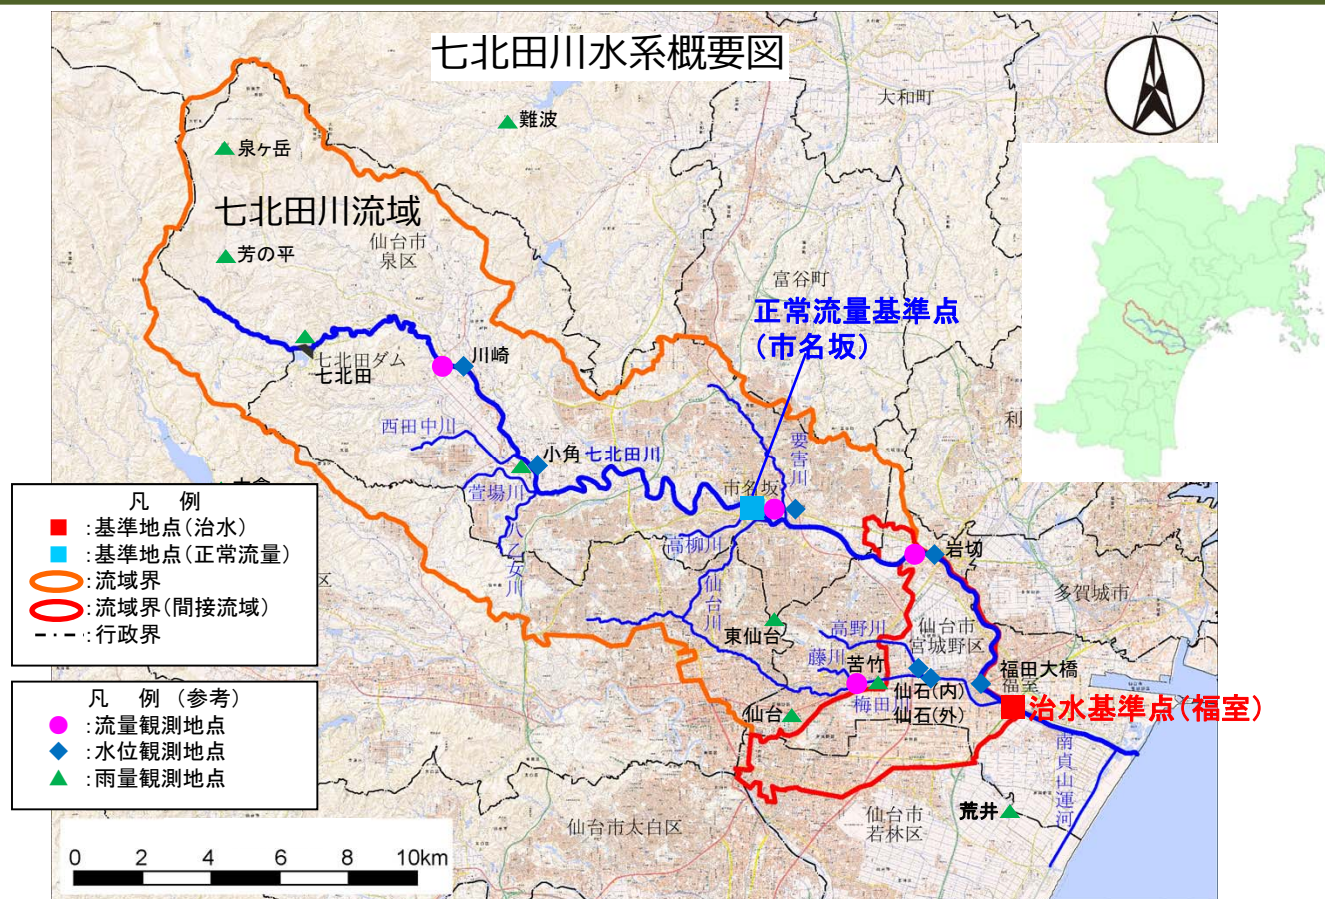 七北田川水系概要図
N
大和町
難波
泉ヶ岳
七北田川流域
仙台市
泉区
芳の平
富谷町
正常流量基準点
(市名坂)
七北田ダム
七北田
川崎
西田中川
小角
七北田川
要害川
市名坂
萱場川
八乙女川
高柳川
仙台川
岩切
多賀城市
東仙台
高野川
仙台市
宮城野区
藤川
苦竹
福田大橋
福室
仙石(内)
梅田川
仙石(外)
仙台
治水基準点(福室)
南貞山運河
荒井
仙台市
若林区
仙台市太白区
凡 例
:基準地点(治水)
:基準地点(正常流量)
:流域界
:流域界(間接流域)
:行政界
凡 例 (参考)
:流量観測地点
:水位観測地点
:雨量観測地点
0 2 4 6 8 10km